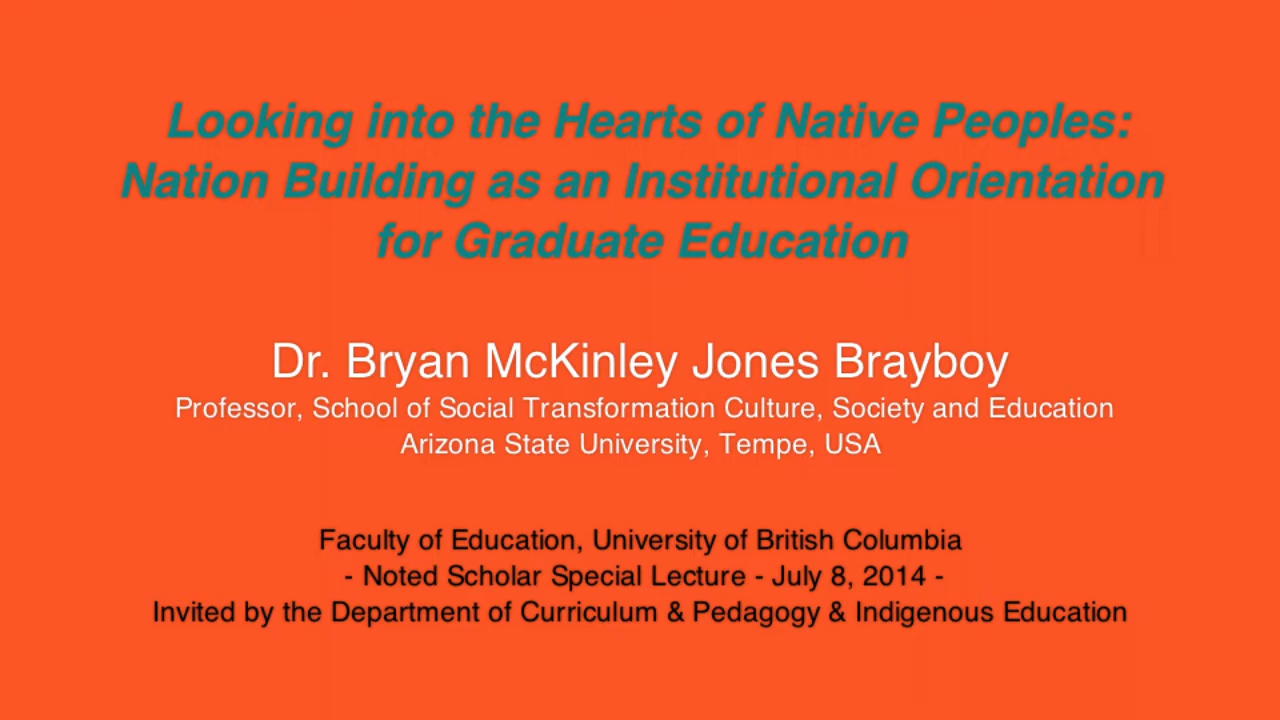 Looking into the Hearts of Native Peoples:
Nation Building as an Institutional Orientation
for Graduate Education
Dr. Bryan McKinley Jones Brayboy
Professor, School of Social Transformation Culture, Society and Education
Arizona State University, Tempe, USA
Faculty of Education, University of British Columbia
- Noted Scholar Special Lecture - July 8, 2014 -
Invited by the Department of Curriculum & Pedagogy & Indigenous Education